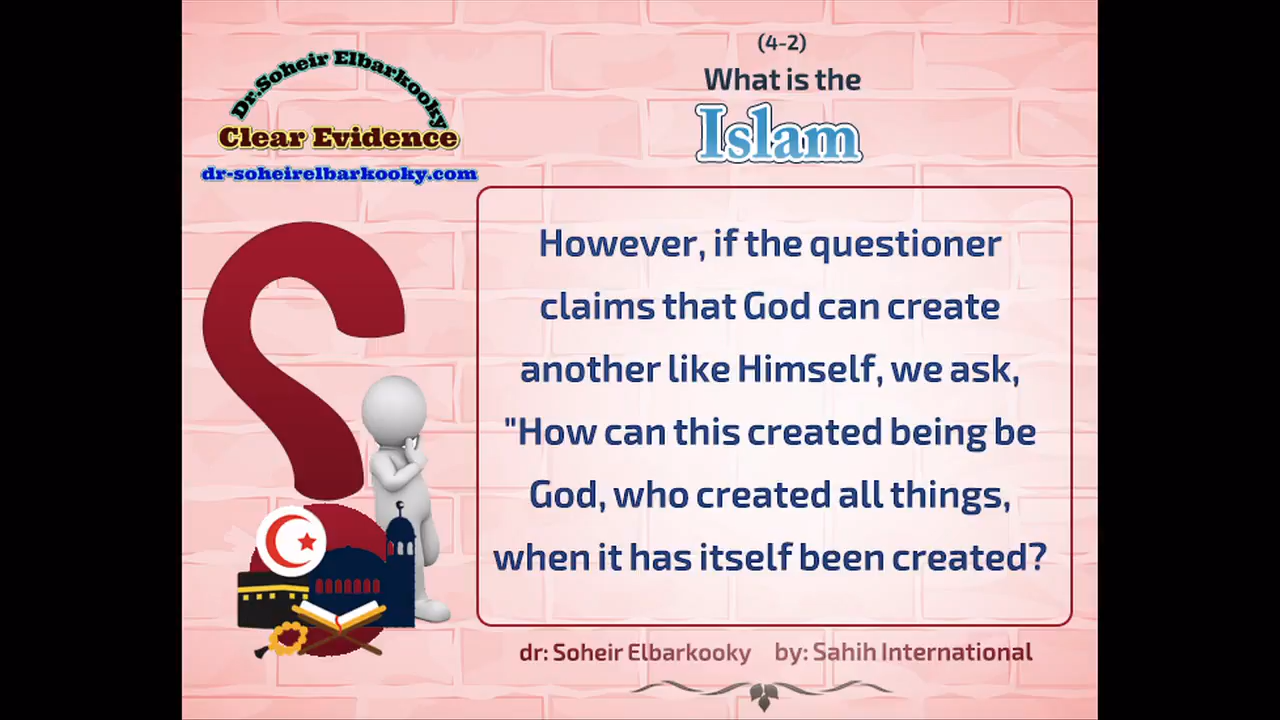 Dr.Soheir Elbarkooky
Clear Evidence
dr-soheirelbarkooky.com
(4-2)
What is the
Islam
However, if the questioner
claims that God can create
another like Himself, we ask,
"How can this created being be
God, who created all things,
when it has itself been created?
dr: Soheir Elbarkooky by: Sahih International